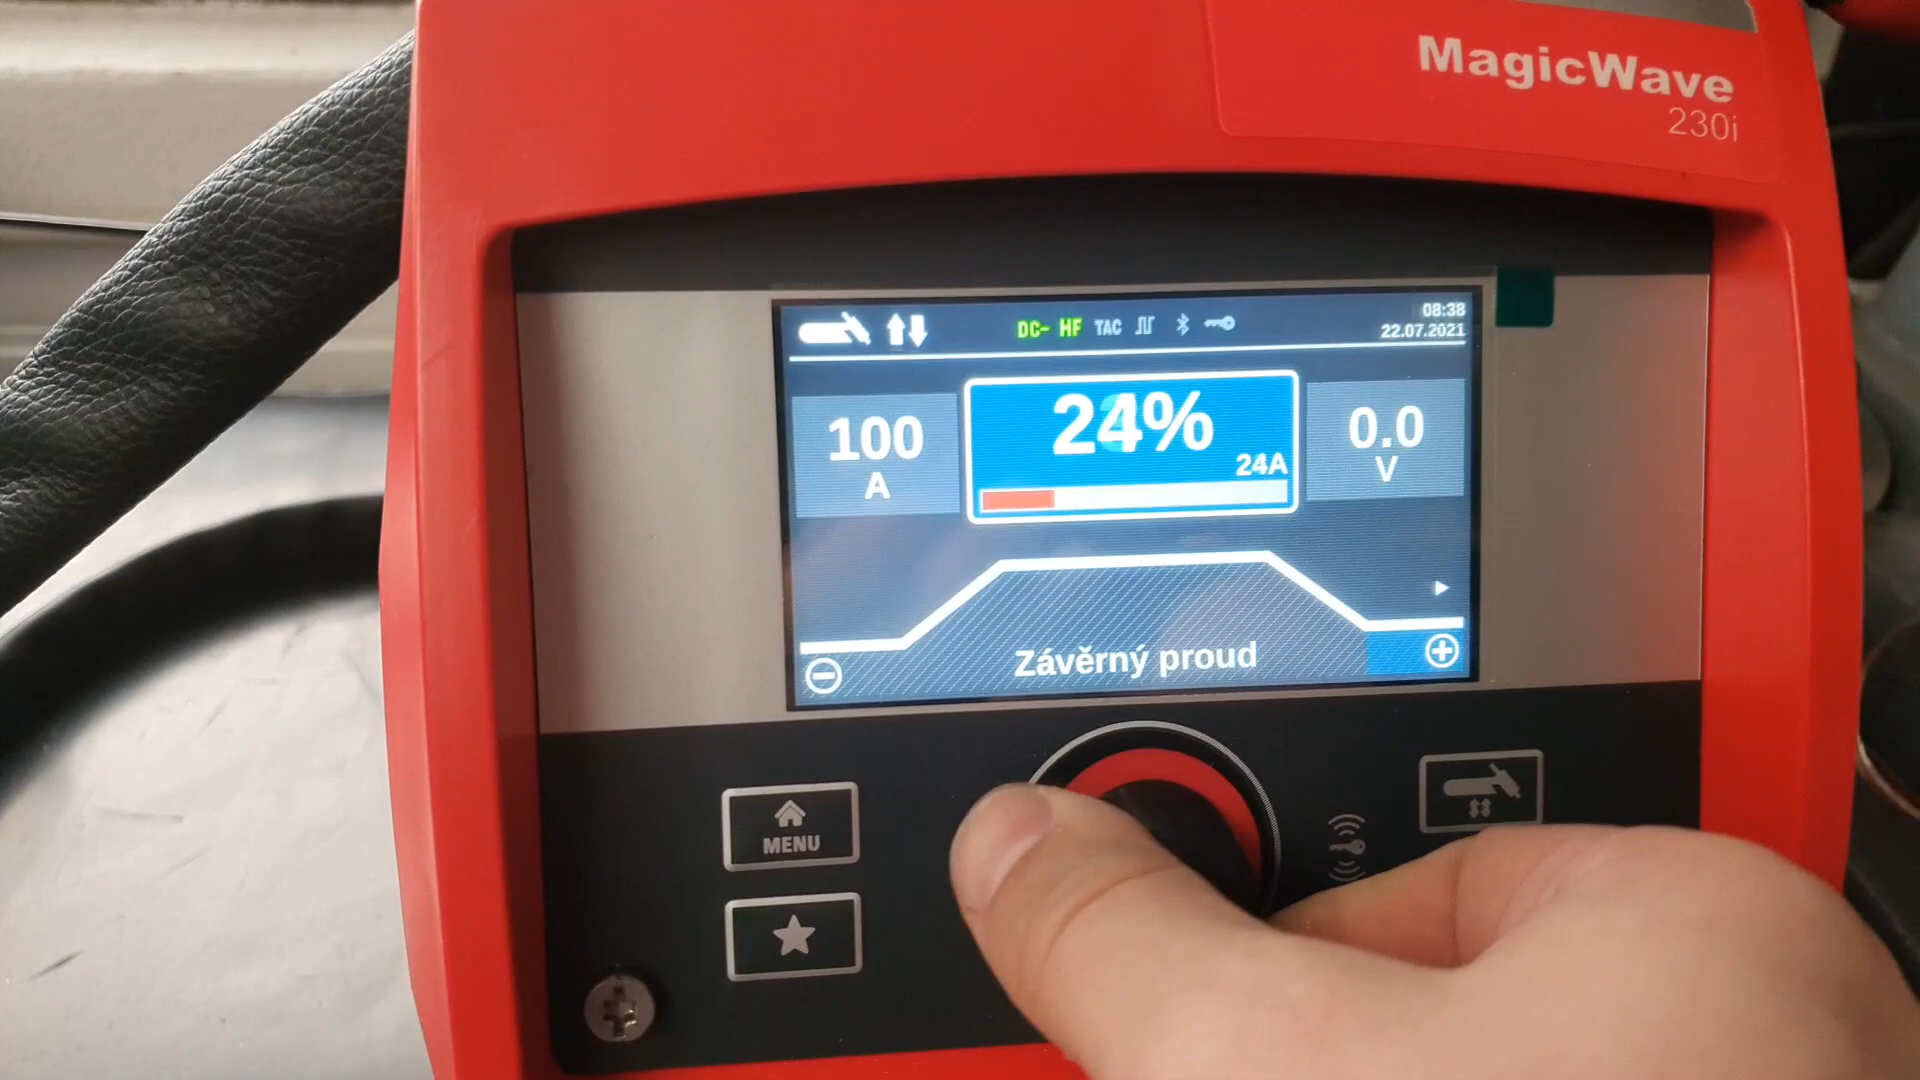 MagicWave
230i
DC- HF TAC
08:38
22.07.2021
100
A
24%
24A
0.0
V
Závěrný proud
MENU